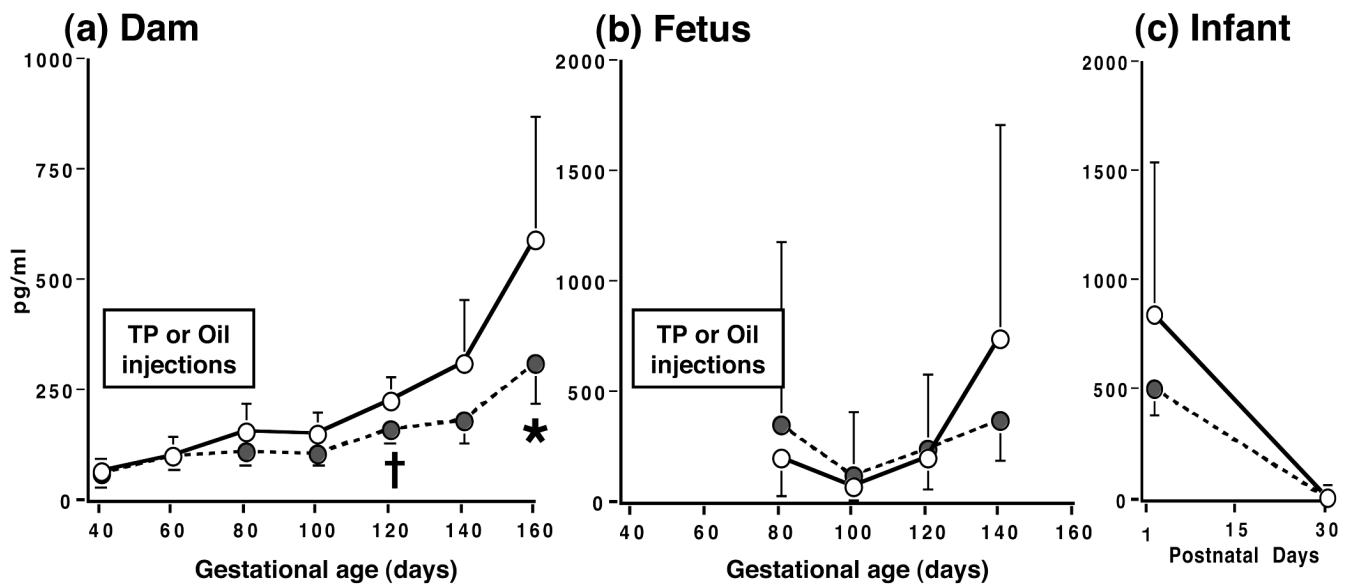 (a) Dam
1000
750
500
250
0
pg/ml
TP or Oil
injections
†
*
40 60 80 100 120 140 160
Gestational age (days)
(b) Fetus
2000
1500
1000
500
0
TP or Oil
injections
40 60 80 100 120 140 160
Gestational age (days)
(c) Infant
2000
1500
1000
500
0
1 15 30
Postnatal Days